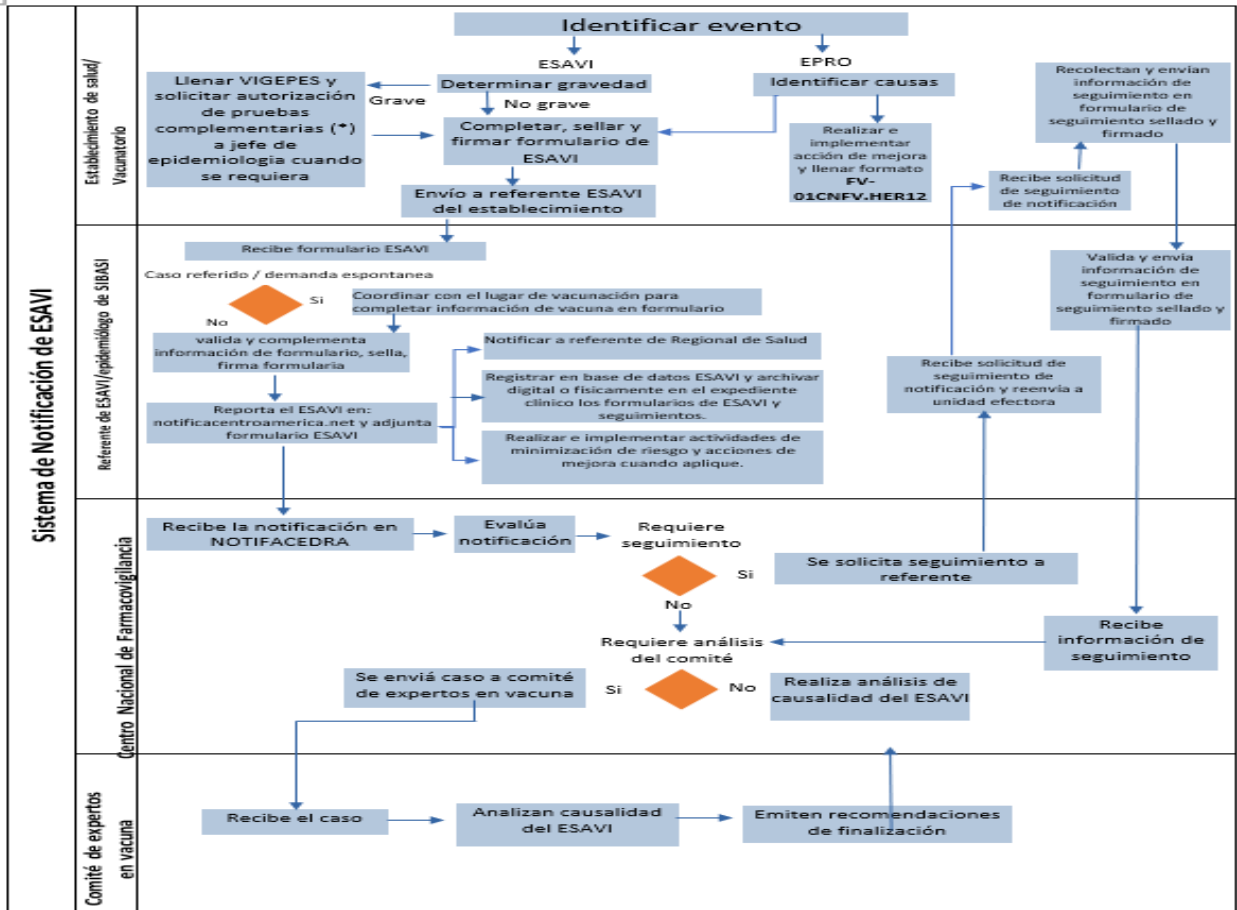 Sistema de Notificación de ESAVI
Establecimiento de salud/
Vacunatorio
Identificar evento
ESAVI
EPRO
Llenar VIGEPES y
solicitar autorización
de pruebas
complementarias (*)
a jefe de
epidemiologia cuando
se requiera
Determinar gravedad
Grave
No grave
Identificar causas
Completar, sellar y
firmar formulario de
ESAVI
Realizar e
implementar
acción de mejora
y llenar formato
FV-
01CNFV.HER12
Envío a referente ESAVI
del establecimiento
Recolectan y envían
información de
seguimiento en
formulario de
seguimiento sellado y
firmado
Recibe solicitud
de seguimiento
de notificación
Referente de ESAVI/epidemiólogo de SIBASI
Recibe formulario ESAVI
Caso referido / demanda espontanea
Si
No
Coordinar con el lugar de vacunación para
completar información de vacuna en formulario
valida y complementa
información de formulario, sella,
firma formularia
Notificar a referente de Regional de Salud
Registrar en base de datos ESAVI y archivar
digital o físicamente en el expediente
clínico los formularios de ESAVI y
seguimientos.
Reporta el ESAVI en:
notificacentroamerica.net y adjunta
formulario ESAVI
Realizar e implementar actividades de
minimización de riesgo y acciones de
mejora cuando aplique.
Recibe solicitud de
seguimiento de
notificación y reenvia a
unidad efectora
Valida y envía
información de
seguimiento en
formulario de
seguimiento sellado y
firmado
Centro Nacional de Farmacovigilancia
Recibe la notificación en
NOTIFACEDRA
Evalúa
notificación
Requiere
seguimiento
Si
No
Se solicita seguimiento a
referente
Requiere análisis
del comité
Si
No
Recibe
información de
seguimiento
Se enviá caso a comité
de expertos en vacuna
Realiza análisis de
causalidad del ESAVI
Comité de expertos
en vacuna
Recibe el caso
Analizan causalidad
del ESAVI
Emiten recomendaciones
de finalización